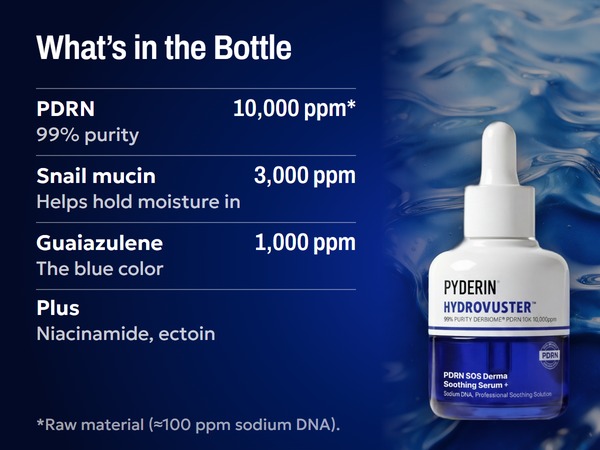 What's in the Bottle
PDRN 10,000 ppm*
99% purity
Snail mucin 3,000 ppm
Helps hold moisture in
Guaiazulene 1,000 ppm
The blue color
Plus
Niacinamide, ectoin
*Raw material (≈100 ppm sodium DNA).
PYDERIN
HYDROVUSTER™
99% PURITY DERBIOME® PDRN 10K 10,000ppm
PDRN
PDRN SOS Derma
Soothing Serum +
Sodium DNA, Professional Soothing Solution